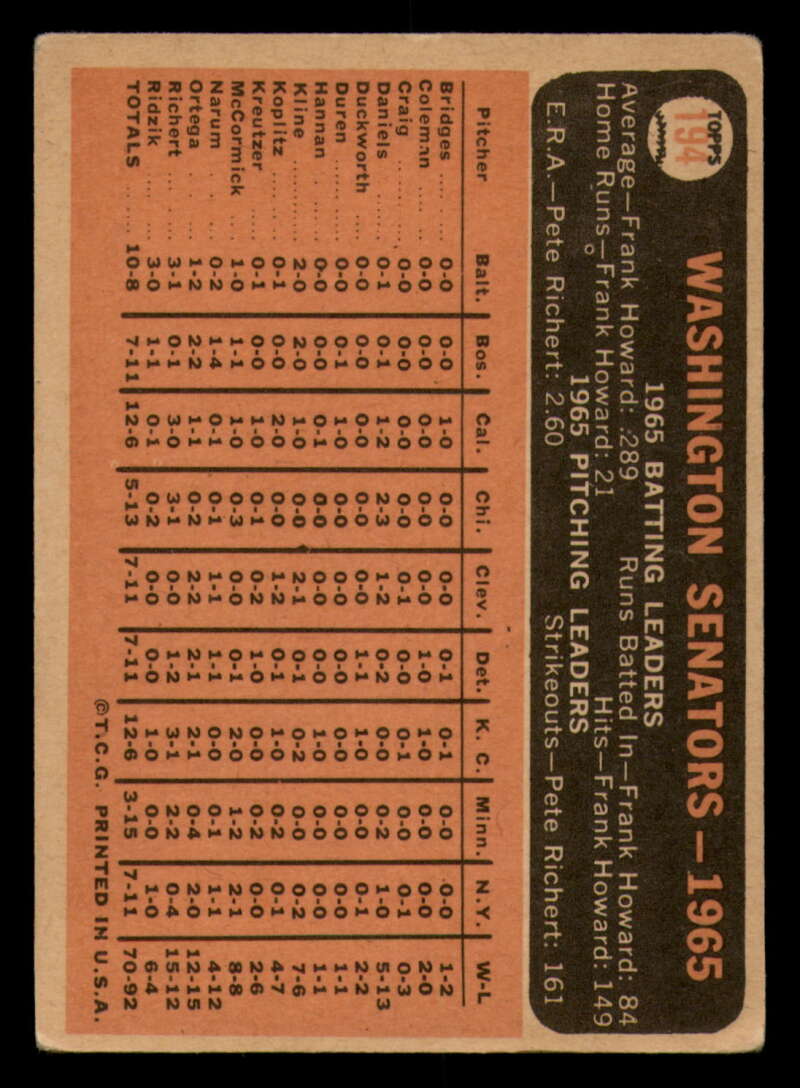 TOPPS
194
WASHINGTON SENATORS—1965
1965 BATTING LEADERS
Average—Frank Howard: .289 Runs Batted In—Frank Howard: 84
Home Runs—Frank Howard: 21 Hits—Frank Howard: 149
1965 PITCHING LEADERS
E.R.A.—Pete Richert: 2.60 Strikeouts—Pete Richert: 161
Pitcher Balt. Bos. Cal. Chi. Clev. Det. K. C. Minn. N.Y. W-L
Bridges 0-0 0-0 1-0 0-0 0-0 0-1 0-1 0-0 0-0 1-2
Coleman 0-0 0-0 0-0 0-0 0-0 1-0 1-0 0-0 0-0 2-0
Craig 0-0 0-0 0-0 0-0 0-1 0-0 0-1 0-0 0-1 0-3
Daniels 0-1 0-1 1-2 2-3 1-2 0-2 0-0 0-2 1-0 5-13
Duckworth 0-0 0-0 0-0 0-0 0-0 1-1 1-0 0-0 0-1 2-2
Duren 0-0 0-1 1-0 0-0 0-0 0-0 0-0 0-0 0-0 1-1
Hannan 0-0 0-0 0-1 0-0 0-0 0-0 1-0 0-0 0-0 1-1
Kline 2-0 2-0 1-0 0-0 2-1 0-1 0-2 0-0 0-2 7-6
Koplitz 0-1 0-0 2-0 0-0 1-2 0-1 1-0 0-2 0-1 4-7
Kreutzer 0-1 0-0 1-0 0-1 0-2 1-0 0-0 0-2 0-0 2-6
McCormick 1-0 1-1 1-0 0-3 0-0 0-1 2-0 1-2 2-1 8-8
Narum 0-2 1-4 0-1 0-1 1-1 1-1 0-0 0-1 1-1 4-12
Ortega 1-2 2-2 1-1 0-2 2-2 2-1 2-1 0-4 2-0 12-15
Richert 3-1 0-1 3-0 3-1 0-0 1-2 3-1 2-2 0-4 15-12
Ridzik 3-0 1-1 0-1 0-2 0-0 0-0 1-0 0-0 1-0 6-4
TOTALS 10-8 7-11 12-6 5-13 7-11 7-11 12-6 3-15 7-11 70-92
©T.C.G. PRINTED IN U.S.A.